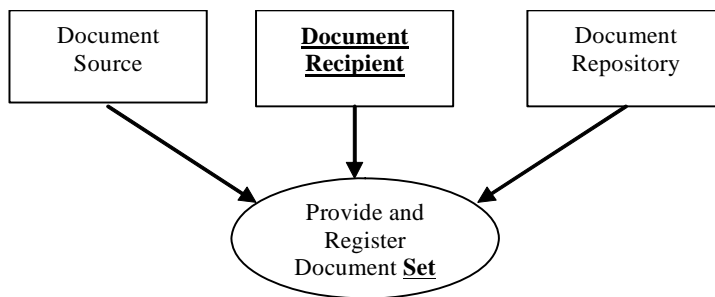 Document
Source
Document
Recipient
Document
Repository
Provide and
Register
Document Set